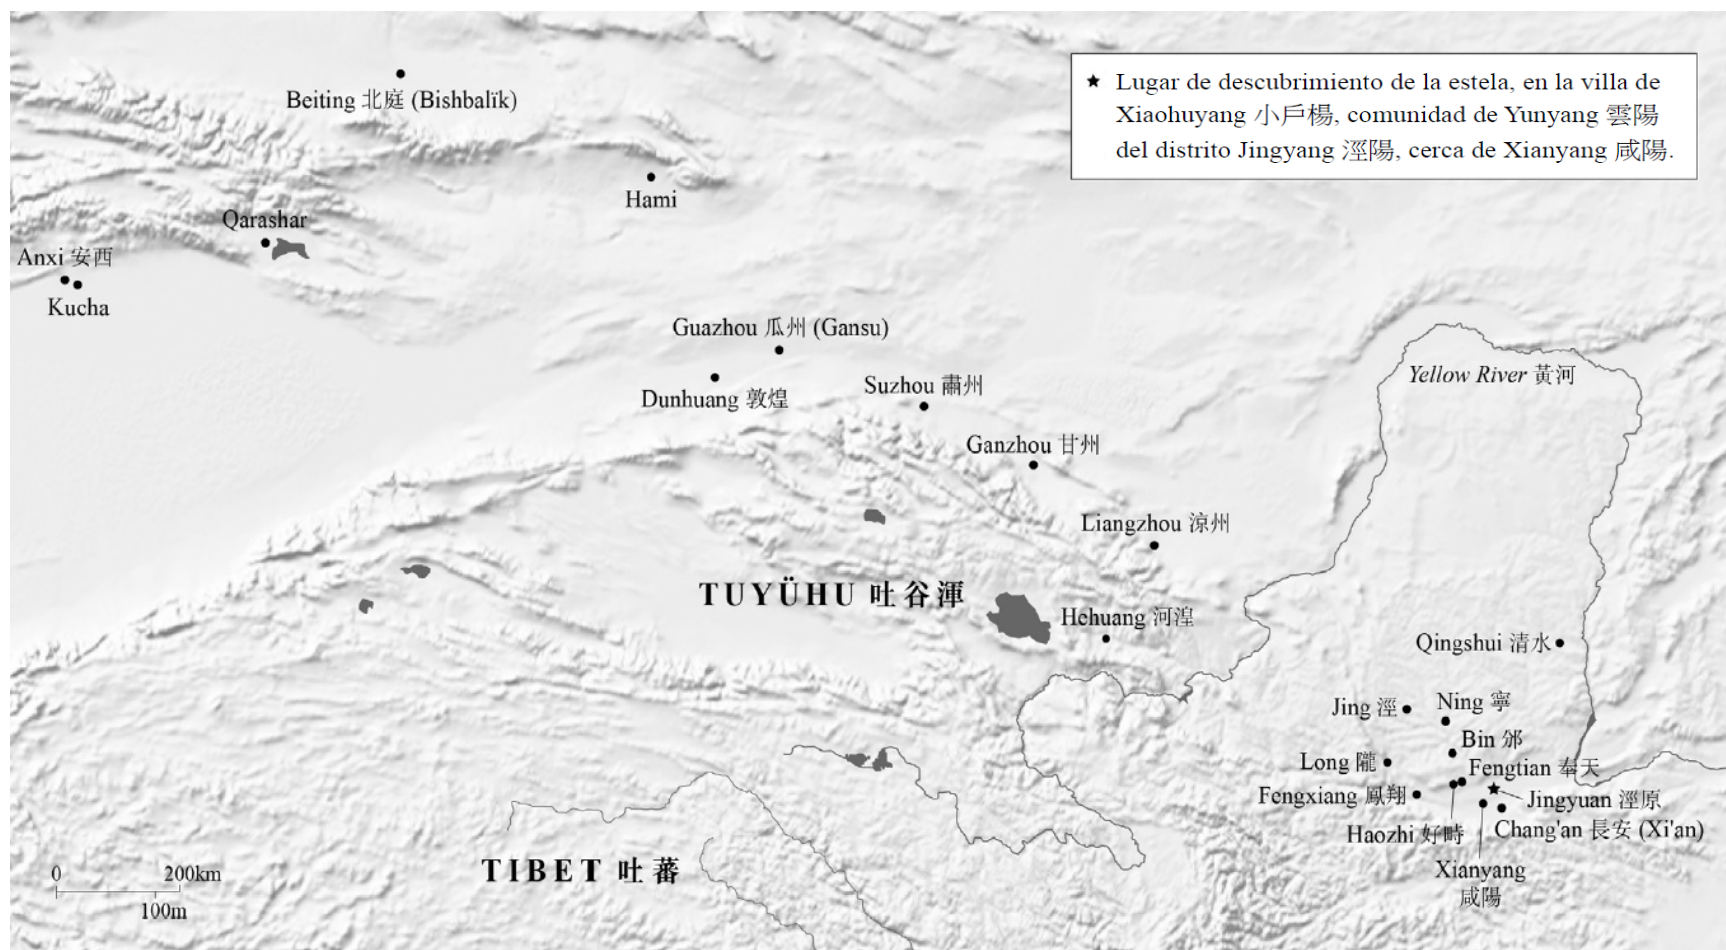 Beiting 北庭 (Bishbalïk)
★ Lugar de descubrimiento de la estela, en la villa de
Xiaohuyang 小戶楊, comunidad de Yunyang 雲陽
del distrito Jingyang 涇陽, cerca de Xianyang 咸陽.
Hami
Qarashar
Anxi 安西
Kucha
Guazhou 瓜州 (Gansu)
Dunhuang 敦煌
Suzhou 肅州
Yellow River 黃河
Ganzhou 甘州
Liangzhou 涼州
TUYÜHU 吐谷渾
Hehuang 河湟
Qingshui 清水
Jing 涇
Ning 寧
Bin 邠
Long 隴
Fengtian 奉天
Fengxiang 鳳翔
Jingyuan 涇原
Haozhi 好畤
Chang'an 長安 (Xi'an)
TIBET 吐蕃
Xianyang
咸陽
0 200km
100m